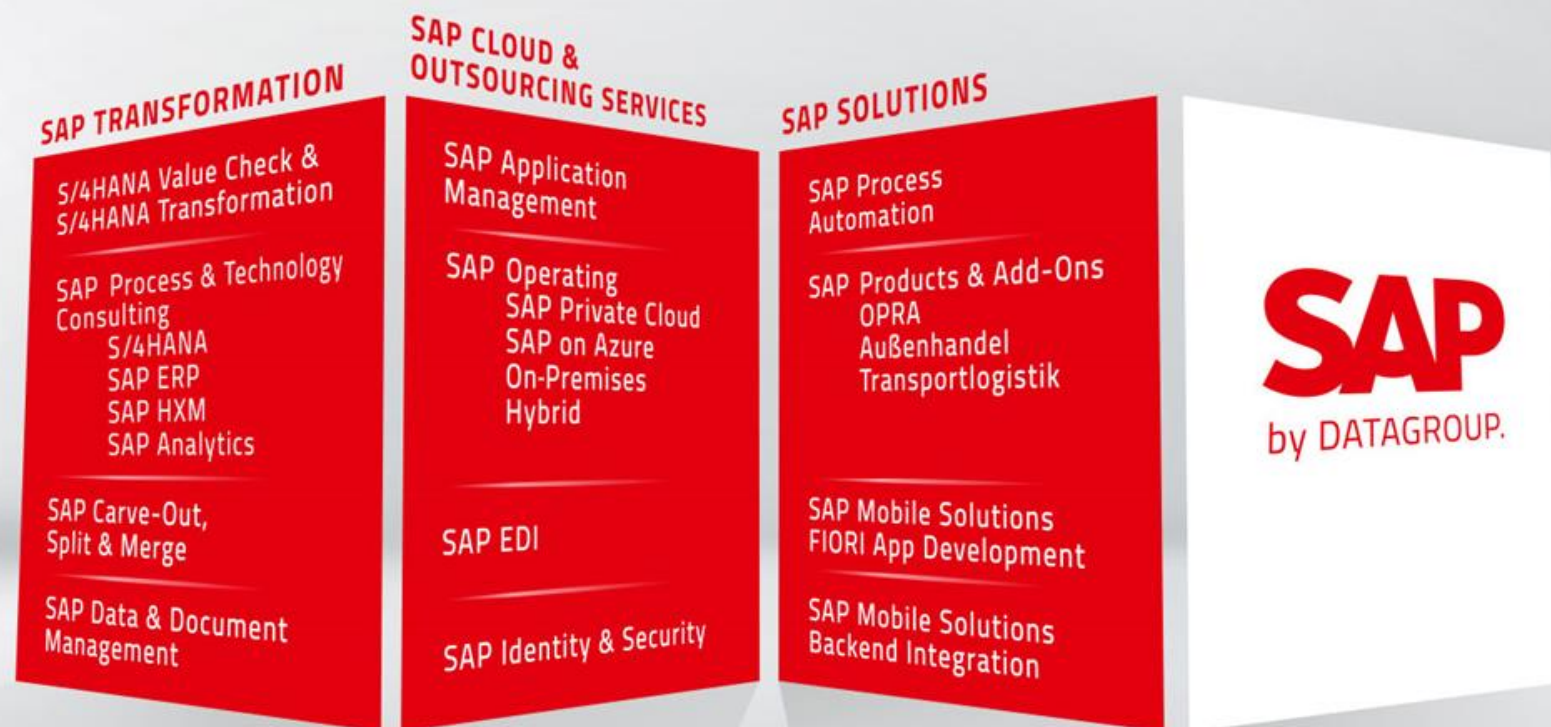 SAP TRANSFORMATION
S/4HANA Value Check &
S/4HANA Transformation
SAP Process & Technology
Consulting
S/4HANA
SAP ERP
SAP HXM
SAP Analytics
SAP Carve-Out,
Split & Merge
SAP Data & Document
Management
SAP CLOUD &
OUTSOURCING SERVICES
SAP Application
Management
SAP Operating
SAP Private Cloud
SAP on Azure
On-Premises
Hybrid
SAP EDI
SAP Identity & Security
SAP SOLUTIONS
SAP Process
Automation
SAP Products & Add-Ons
OPRA
Außenhandel
Transportlogistik
SAP Mobile Solutions
FIORI App Development
SAP Mobile Solutions
Backend Integration
SAP
by DATAGROUP.